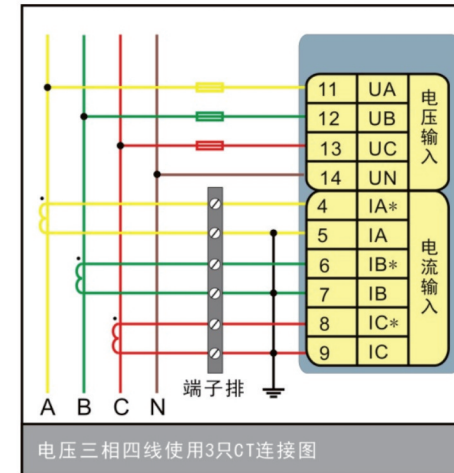 11 UA
12 UB
13 UC
14 UN
电压输入
4 IA*
5 IA
6 IB*
7 IB
8 IC*
9 IC
电流输入
端子排
A B C N
电压三相四线使用3只CT连接图